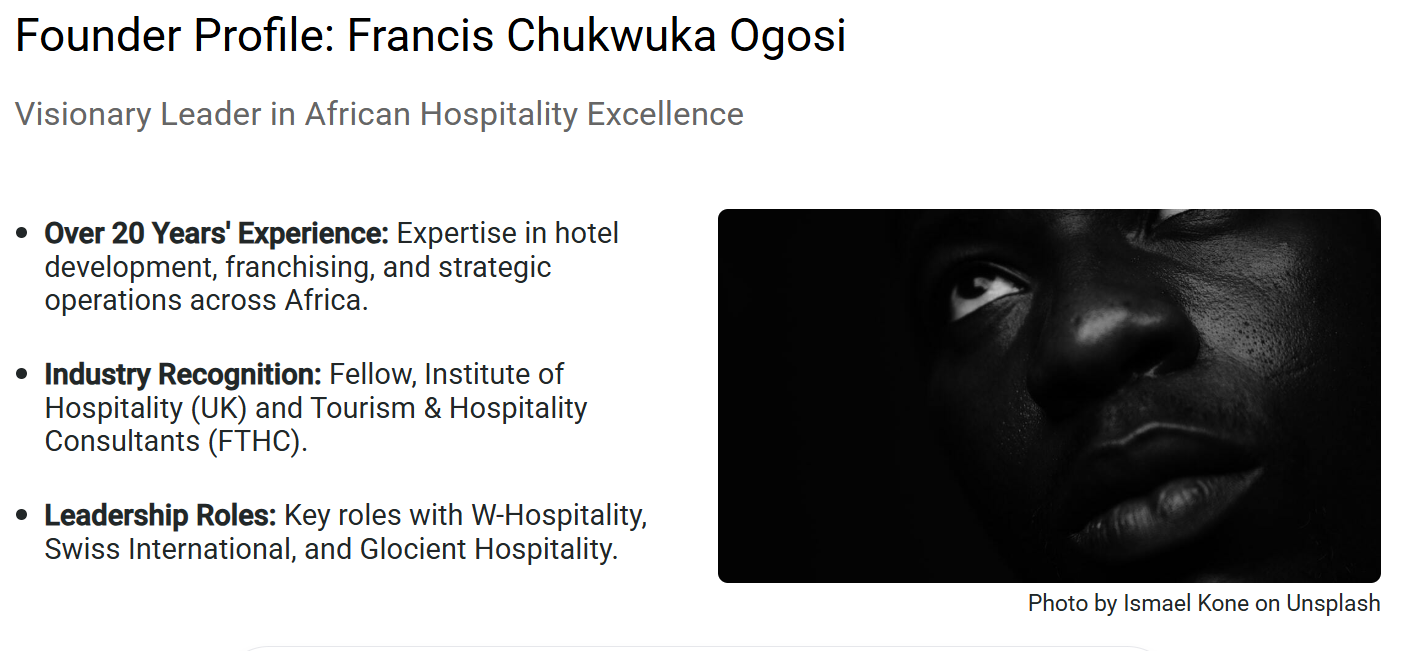 Founder Profile: Francis Chukwuka Ogosi
Visionary Leader in African Hospitality Excellence
• Over 20 Years' Experience: Expertise in hotel
development, franchising, and strategic
operations across Africa.
• Industry Recognition: Fellow, Institute of
Hospitality (UK) and Tourism & Hospitality
Consultants (FTHC).
• Leadership Roles: Key roles with W-Hospitality,
Swiss International, and Glocient Hospitality.
Photo by Ismael Kone on Unsplash